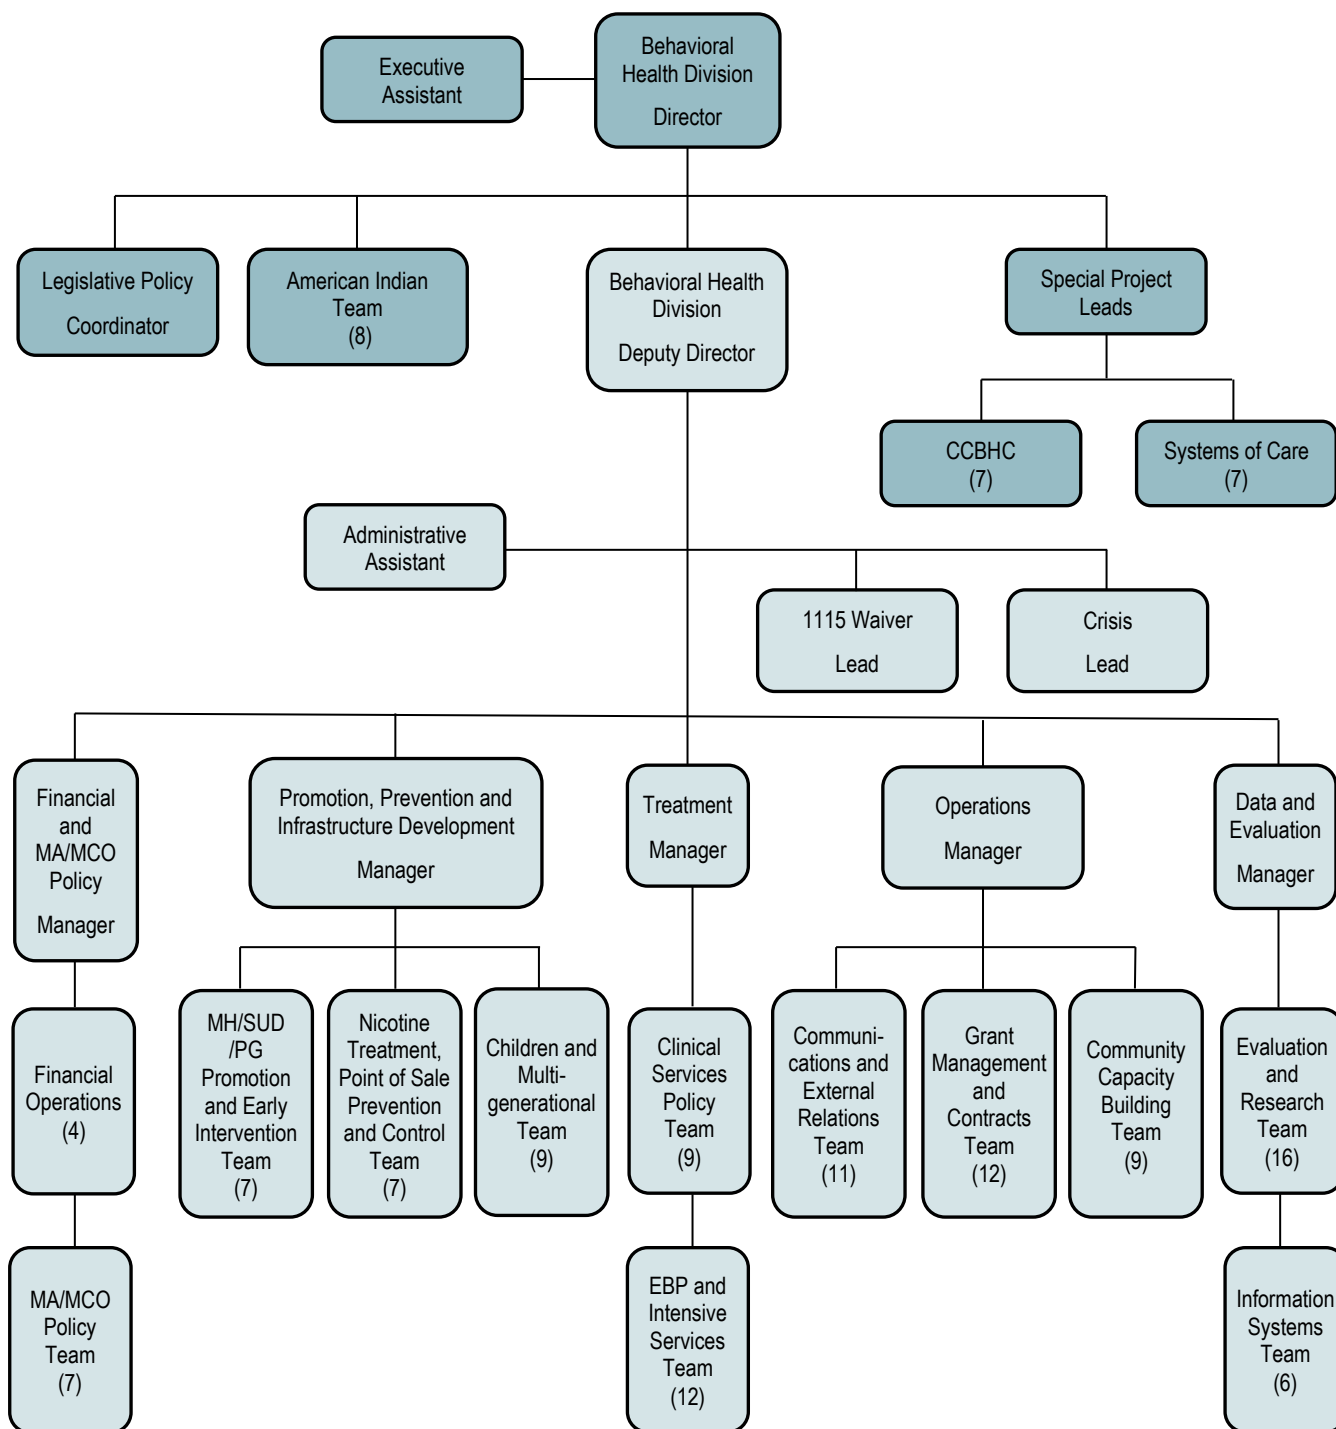 Executive
Assistant
Behavioral
Health Division
Director
Legislative Policy
Coordinator
American Indian
Team
(8)
Behavioral Health
Division
Deputy Director
Special Project
Leads
CCBHC
(7)
Systems of Care
(7)
Administrative
Assistant
1115 Waiver
Lead
Crisis
Lead
Financial
and
MA/MCO
Policy
Manager
Promotion, Prevention and
Infrastructure Development
Manager
Treatment
Manager
Operations
Manager
Data and
Evaluation
Manager
Financial
Operations
(4)
MH/SUD
/PG
Promotion
and Early
Intervention
Team
(7)
Nicotine
Treatment,
Point of Sale
Prevention
and Control
Team
(7)
Children and
Multi-
generational
Team
(9)
Clinical
Services
Policy
Team
(9)
Communi-
cations and
External
Relations
Team
(11)
Grant
Management
and
Contracts
Team
(12)
Community
Capacity
Building
Team
(9)
Evaluation
and
Research
Team
(16)
MA/MCO
Policy
Team
(7)
EBP and
Intensive
Services
Team
(12)
Information
Systems
Team
(6)